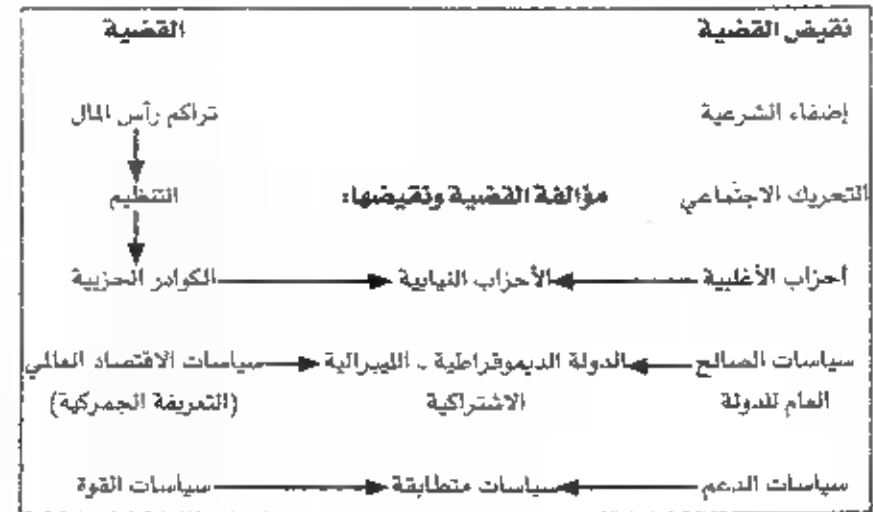 نقيض القضية القضية
إضفاء الشرعية تراكم رأس المال
التحريك الاجتماعي مؤالفة القضية ونقيضها: التنظيم
أحزاب الأغلبية الأحزاب النيابية الكوادر الحزبية
سياسات الصالح الدولة الديموقراطية ـ الليبرالية سياسات الاقتصاد العالمي
العام للدولة الاشتراكية (التعريفة الجمركية)
سياسات الدعم سياسات متطابقة سياسات القوة